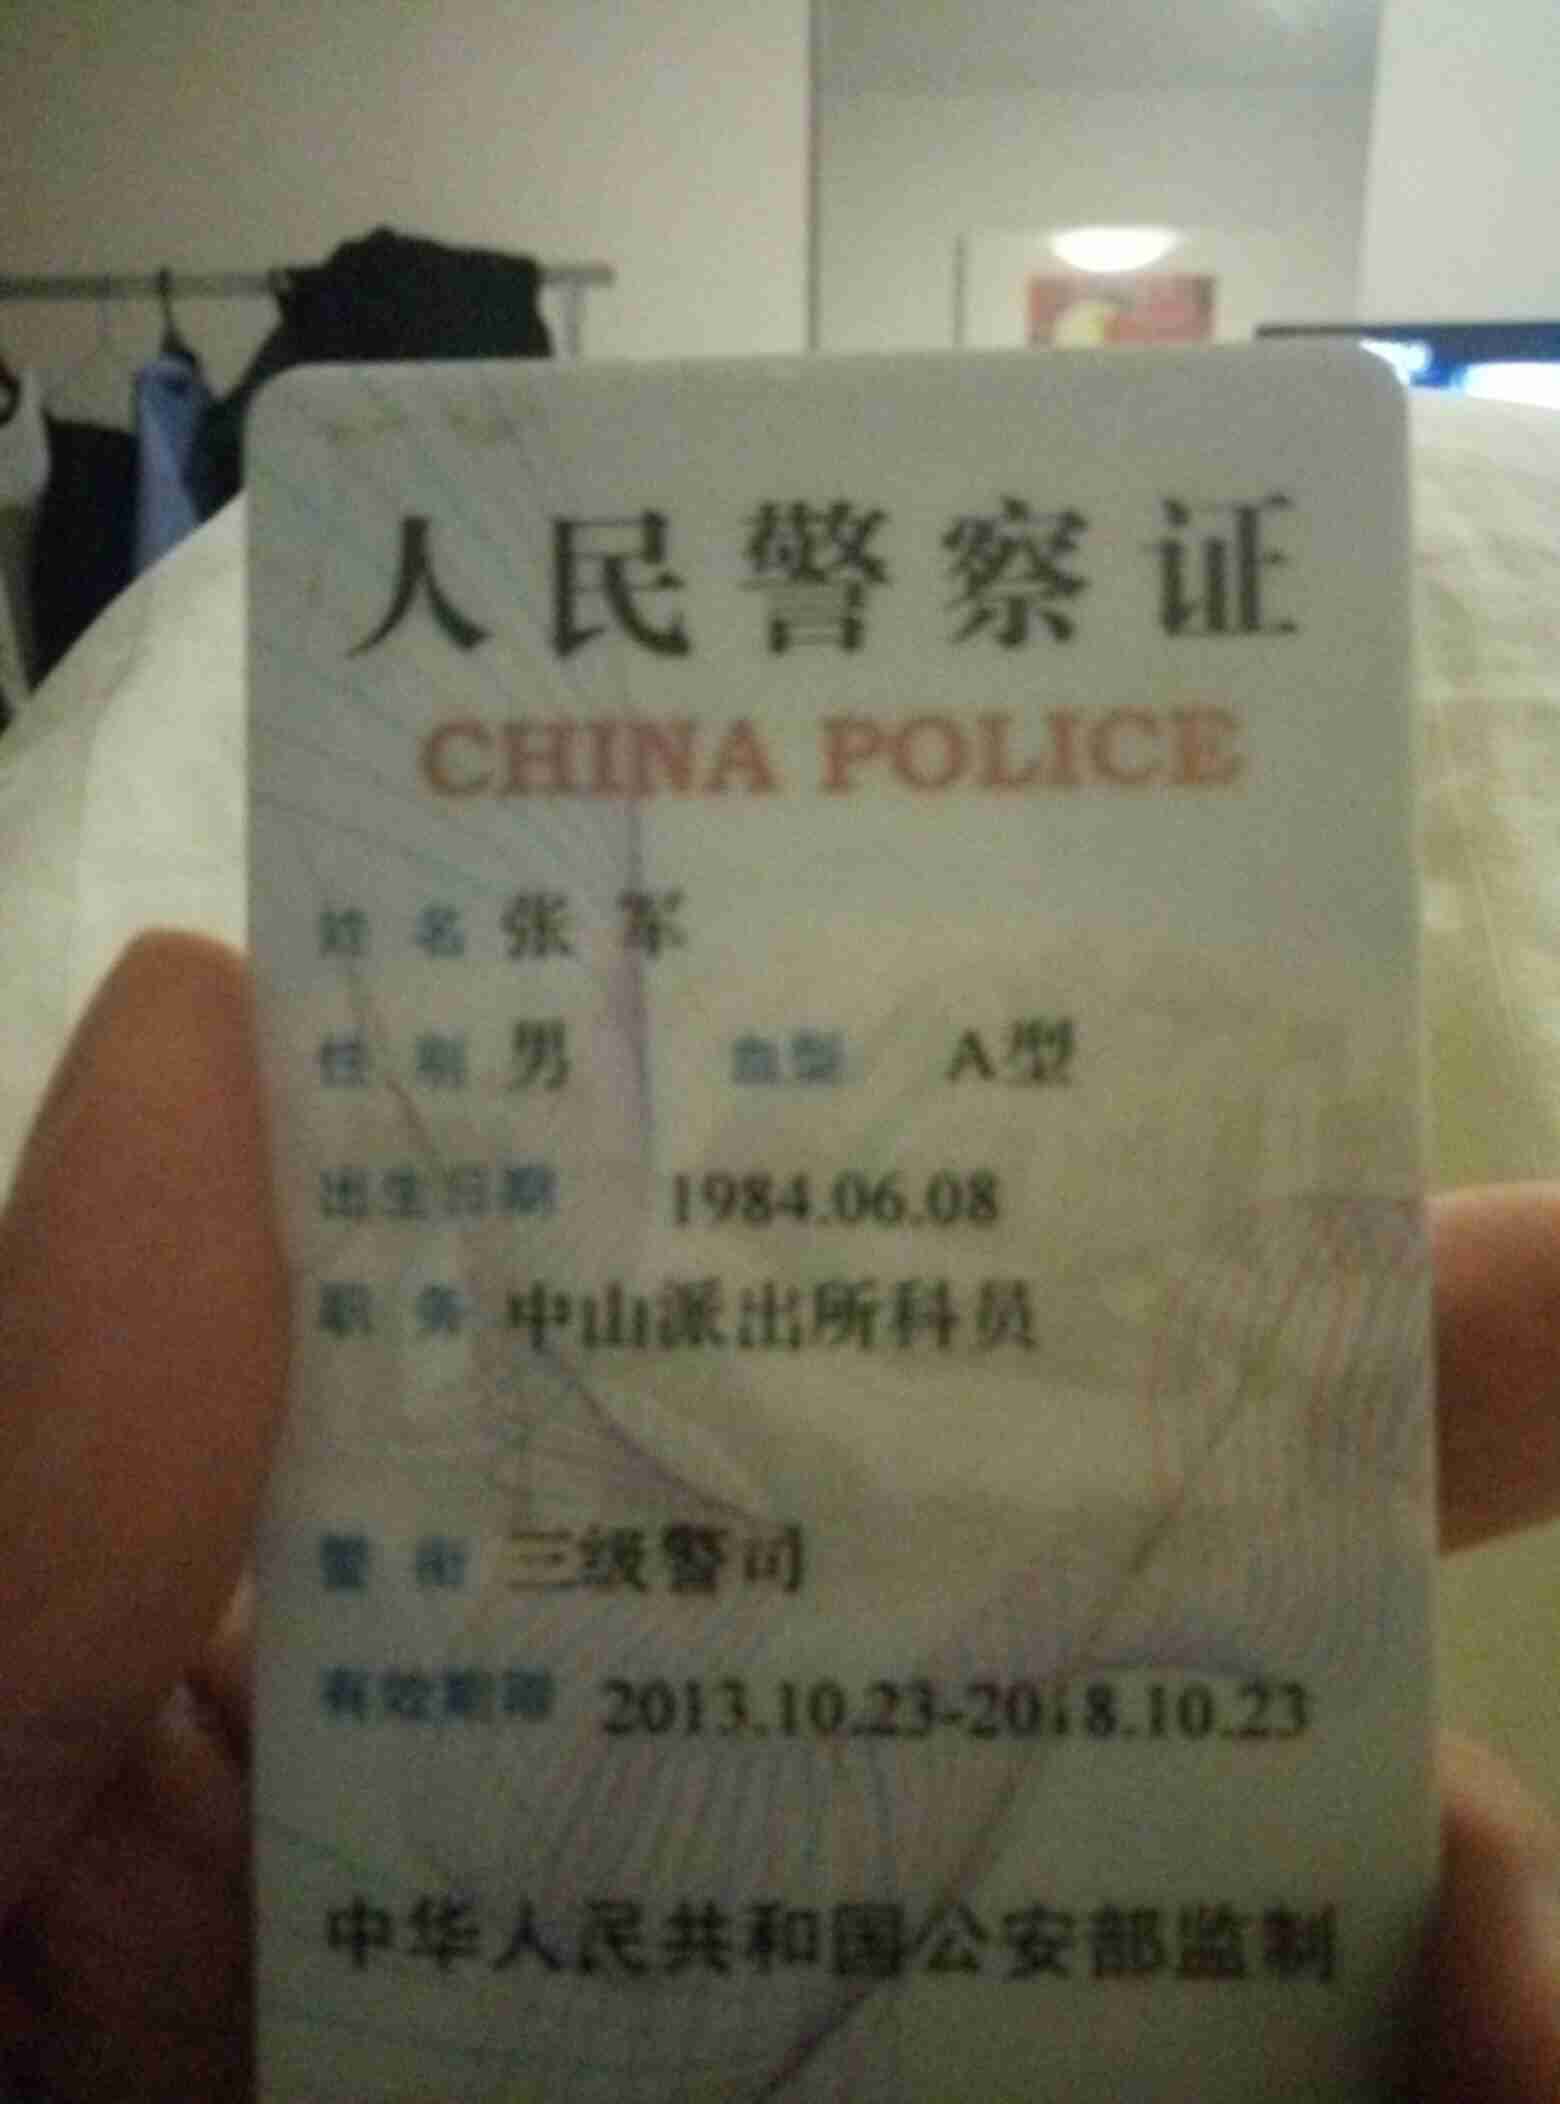 人民警察证
CHINA POLICE
姓 名 张 军
性 别 男 血型 A型
出生日期 1984.06.08
职 务 中山派出所科员
警 衔 三级警司
有效期限 2013.10.23-2018.10.23
中华人民共和国公安部监制